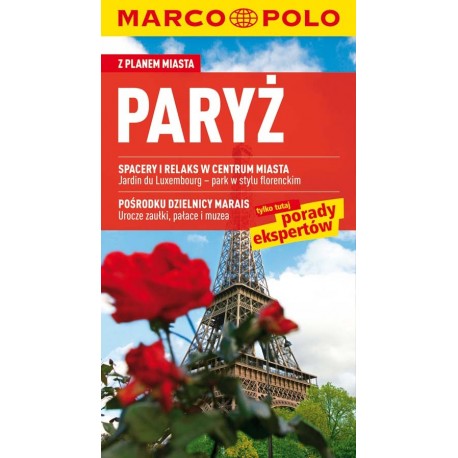 MARCO POLO
Z PLANEM MIASTA
PARYŻ
SPACERY I RELAKS W CENTRUM MIASTA
Jardin du Luxembourg – park w stylu florenckim
POŚRODKU DZIELNICY MARAIS
Urocze zaułki, pałace i muzea
tylko tutaj
porady
ekspertów